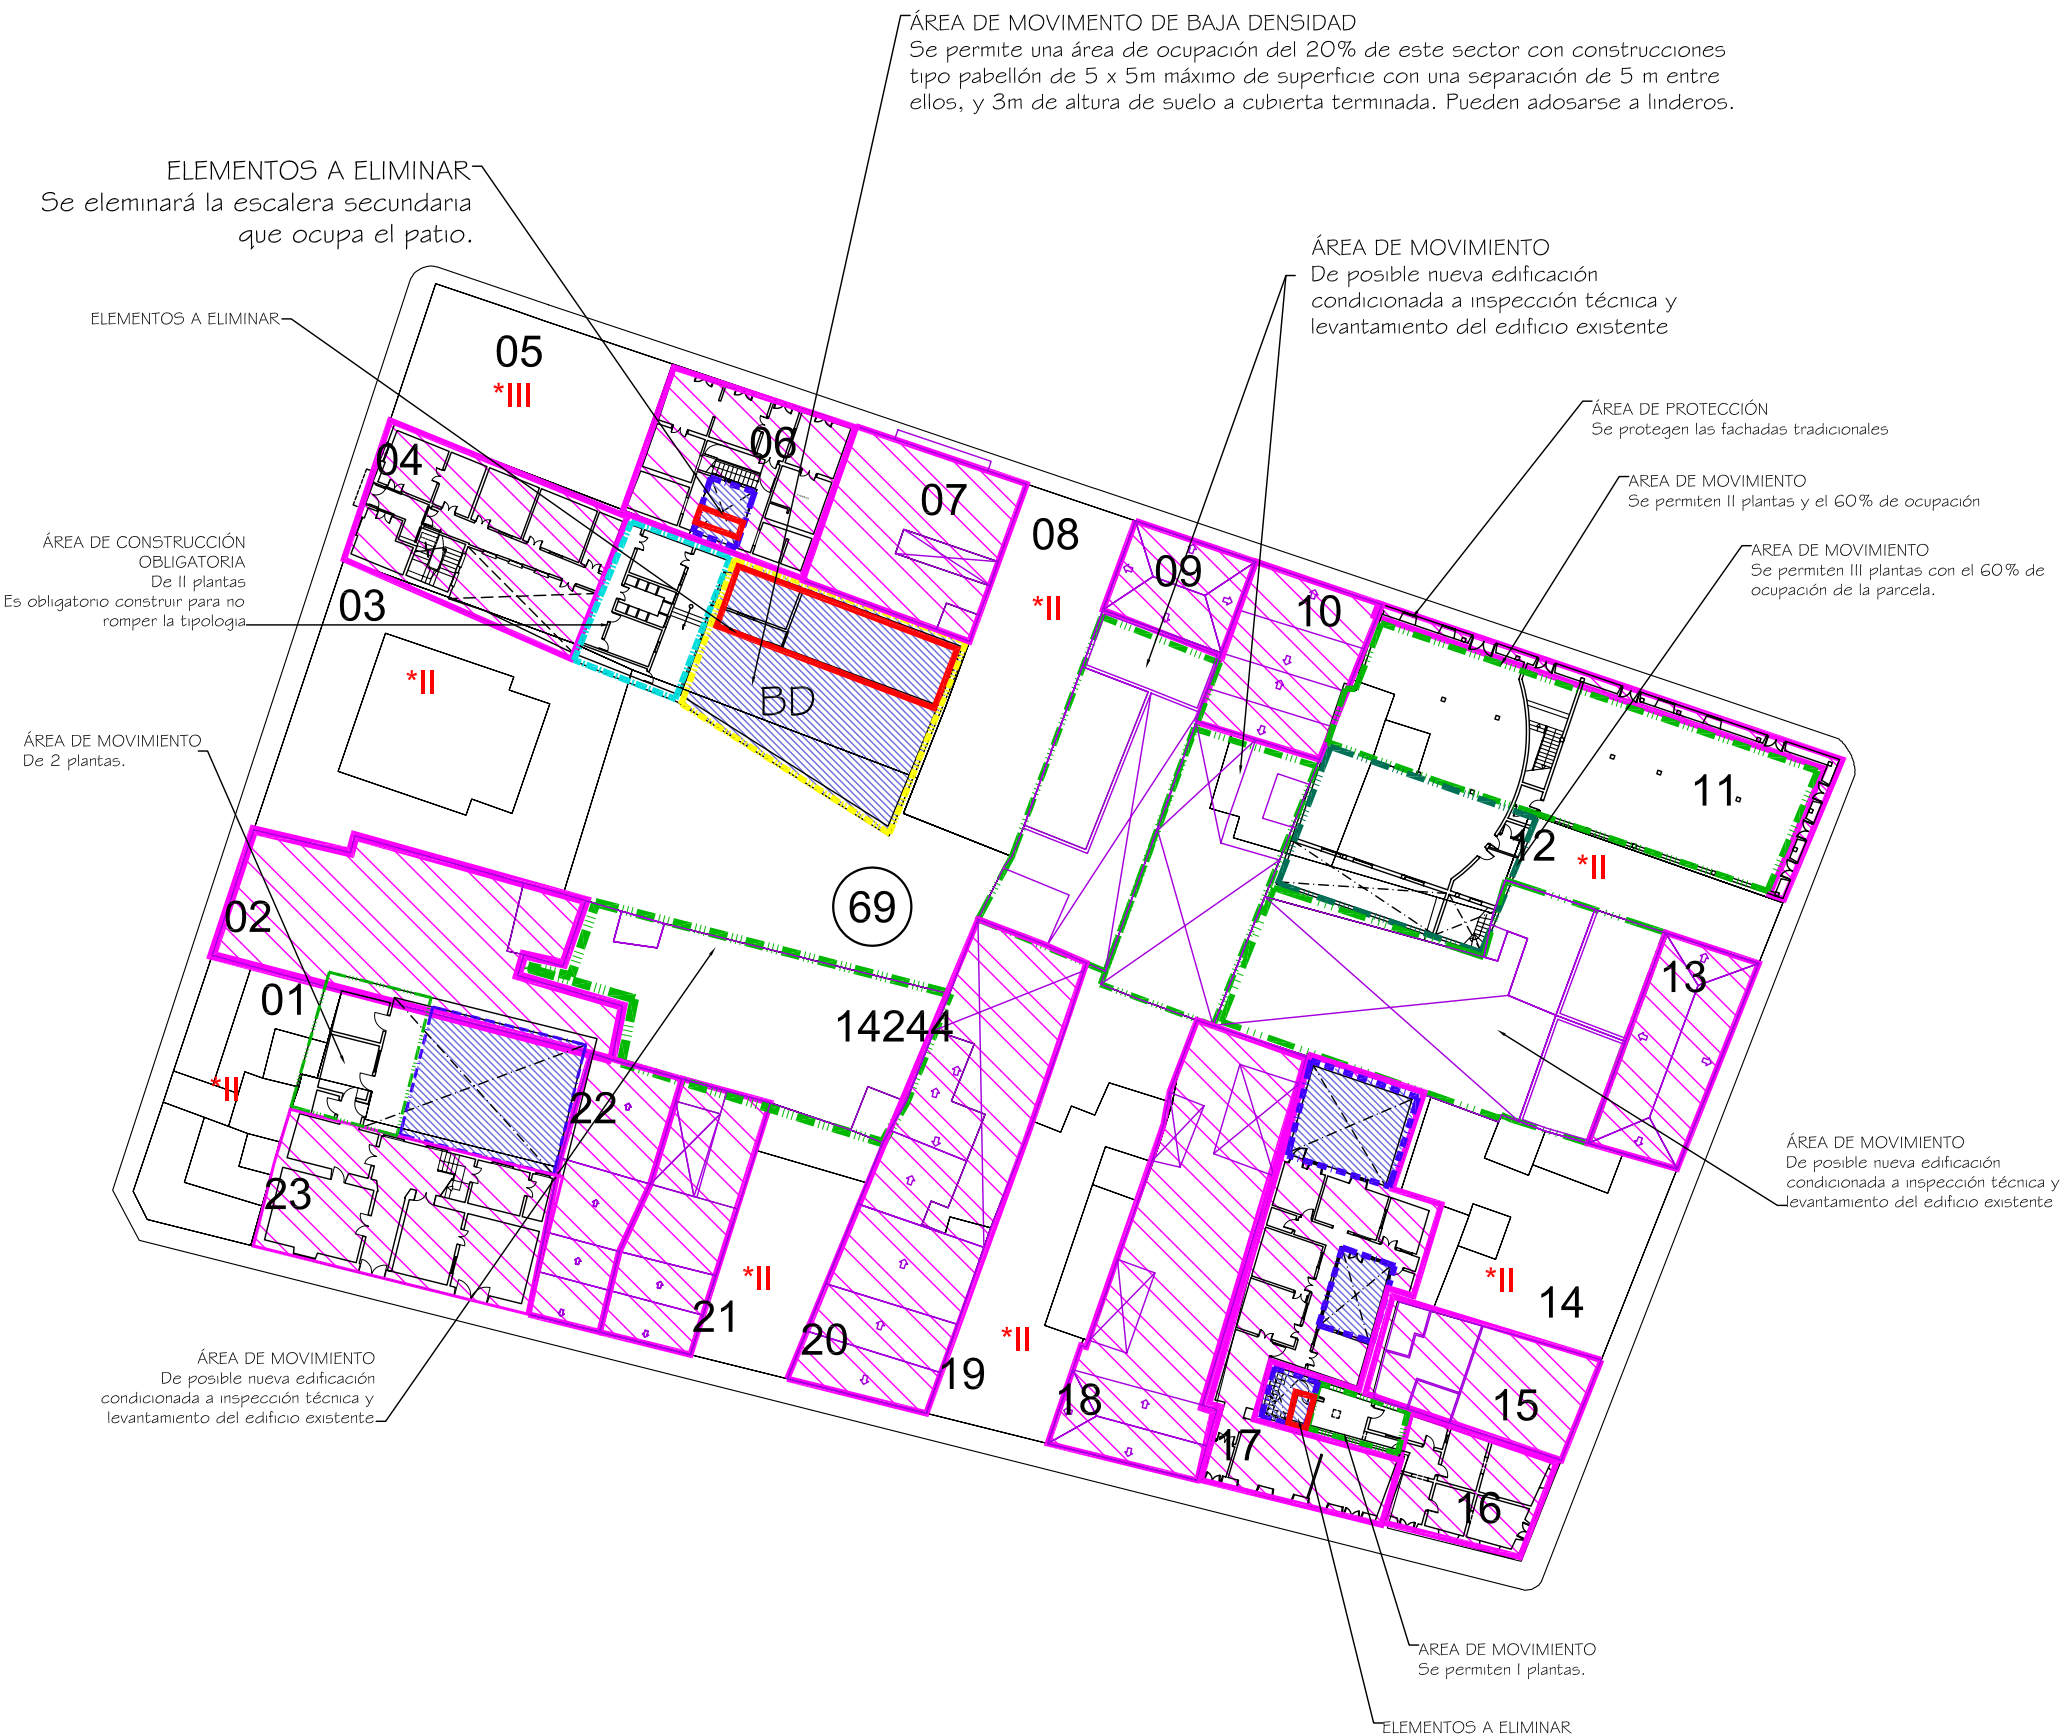 ÁREA DE MOVIMENTO DE BAJA DENSIDAD
Se permite una área de ocupación del 20% de este sector con construcciones
tipo pabellón de 5 x 5m máximo de superficie con una separación de 5 m entre
ellos, y 3m de altura de suelo a cubierta terminada. Pueden adosarse a linderos.
ELEMENTOS A ELIMINAR
Se eleminará la escalera secundaria
que ocupa el patio.
ÁREA DE MOVIMIENTO
De posible nueva edificación
condicionada a inspección técnica y
levantamiento del edificio existente
ELEMENTOS A ELIMINAR
ÁREA DE PROTECCIÓN
Se protegen las fachadas tradicionales
AREA DE MOVIMIENTO
Se permiten II plantas y el 60% de ocupación
AREA DE MOVIMIENTO
Se permiten III plantas con el 60% de
ocupación de la parcela.
ÁREA DE CONSTRUCCIÓN
OBLIGATORIA
De II plantas
Es obligatorio construir para no
romper la tipologia
ÁREA DE MOVIMIENTO
De 2 plantas.
05
*III
04
06
07
08
*II
09
10
03
*II
BD
11
12
*II
69
02
01
*II
14244
13
22
23
ÁREA DE MOVIMIENTO
De posible nueva edificación
condicionada a inspección técnica y
levantamiento del edificio existente
*II
21
20
19
*II
18
*II
14
15
17
16
ÁREA DE MOVIMIENTO
De posible nueva edificación
condicionada a inspección técnica y
levantamiento del edificio existente
AREA DE MOVIMIENTO
Se permiten I plantas.
ELEMENTOS A ELIMINAR